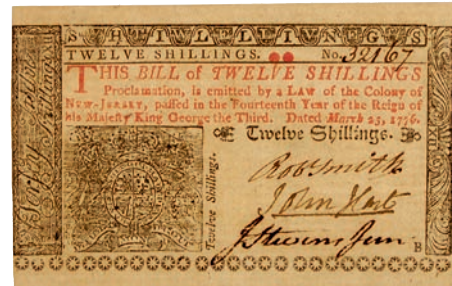 SHTWIELLLVIENGS
TWELVE SHILLINGS. No. 32167
THIS BILL of TWELVE SHILLINGS
Proclamation, is emitted by a LAW of the Colony of
NEW-JERSEY, passed in the Fourteenth Year of the Reign of
his Majesty King George the Third. Dated March 25, 1776.
Twelve Shillings.
Twelve Shillings.
Rob Smith
John Hart
J Stevens Jun.
B